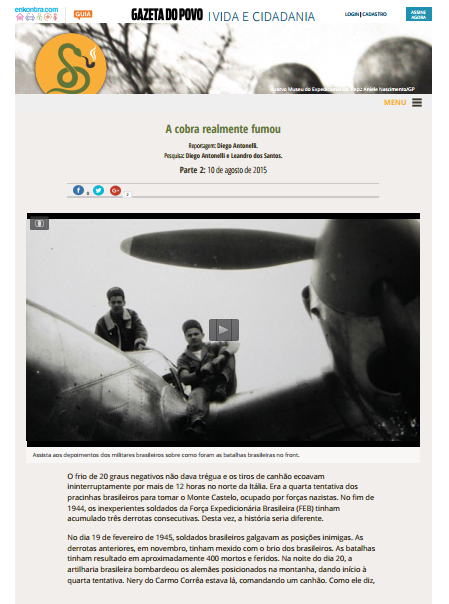 enkontra.com
GUIA
GAZETA DO POVO | VIDA E CIDADANIA
LOGIN | CADASTRO
ASSINE
AGORA
Aniele Nascimento/GP
MENU
A cobra realmente fumou
Reportagem: Diego Antonelli.
Pesquisa: Diego Antonelli e Leandro dos Santos.
Parte 2: 10 de agosto de 2015
Assista aos depoimentos dos militares brasileiros sobre como foram as batalhas brasileiras no front.
O frio de 20 graus negativos não dava trégua e os tiros de canhão ecoavam
ininterruptamente por mais de 12 horas no norte da Itália. Era a quarta tentativa dos
pracinhas brasileiros para tomar o Monte Castelo, ocupado por forças nazistas. No fim de
1944, os inexperientes soldados da Força Expedicionária Brasileira (FEB) tinham
acumulado três derrotas consecutivas. Desta vez, a história seria diferente.
No dia 19 de fevereiro de 1945, soldados brasileiros galgavam as posições inimigas. As
derrotas anteriores, em novembro, tinham mexido com o brio dos brasileiros. As batalhas
tinham resultado em aproximadamente 400 mortos e feridos. Na noite do dia 20, a
artilharia brasileira bombardeou os alemães posicionados na montanha, dando início à
quarta tentativa. Nery do Carmo Corrêa estava lá, comandando um canhão. Como ele diz,